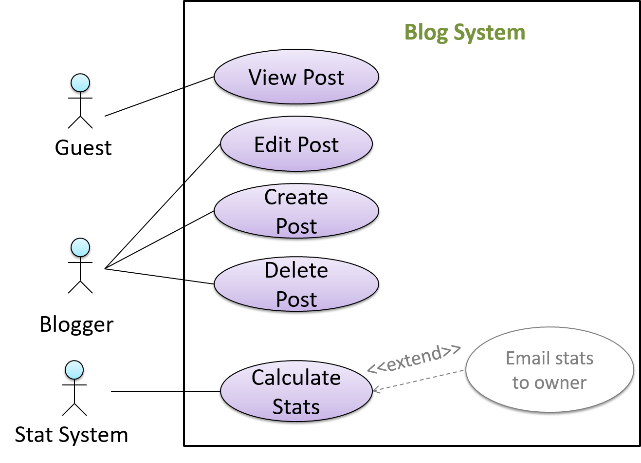 Blog System
View Post
Guest
Edit Post
Create
Post
Blogger
Delete
Post
Stat System
Calculate
Stats
<<extend>>
Email stats
to owner